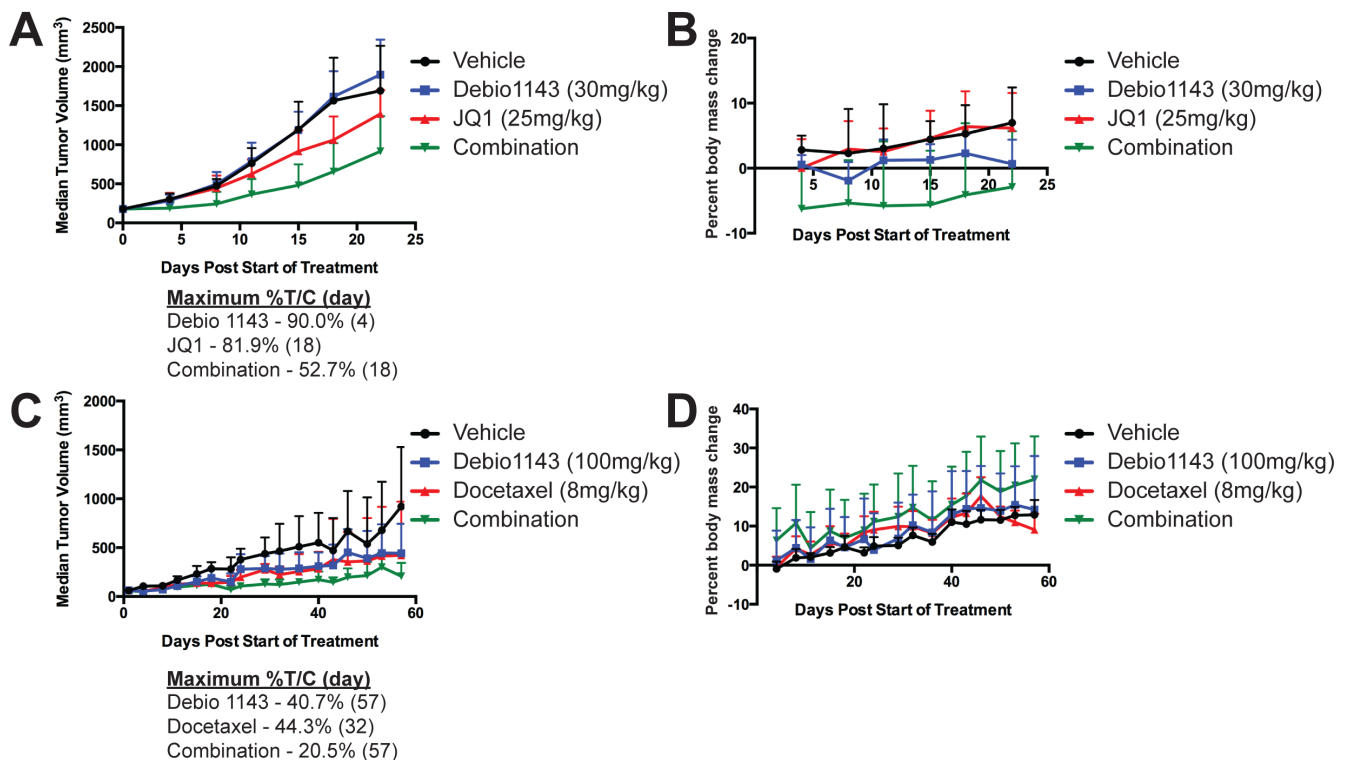 A
Median Tumor Volume (mm3)
2500
2000
1500
1000
500
0
0 5 10 15 20 25
Days Post Start of Treatment
Vehicle
Debio1143 (30mg/kg)
JQ1 (25mg/kg)
Combination
Maximum %T/C (day)
Debio 1143 - 90.0% (4)
JQ1 - 81.9% (18)
Combination - 52.7% (18)
B
Percent body mass change
20
10
0
-10
5 10 15 20 25
Days Post Start of Treatment
Vehicle
Debio1143 (30mg/kg)
JQ1 (25mg/kg)
Combination
C
Median Tumor Volume (mm3)
2000
1500
1000
500
0
0 20 40 60
Days Post Start of Treatment
Vehicle
Debio1143 (100mg/kg)
Docetaxel (8mg/kg)
Combination
Maximum %T/C (day)
Debio 1143 - 40.7% (57)
Docetaxel - 44.3% (32)
Combination - 20.5% (57)
D
Percent body mass change
40
30
20
10
0
-10
20 40 60
Days Post Start of Treatment
Vehicle
Debio1143 (100mg/kg)
Docetaxel (8mg/kg)
Combination